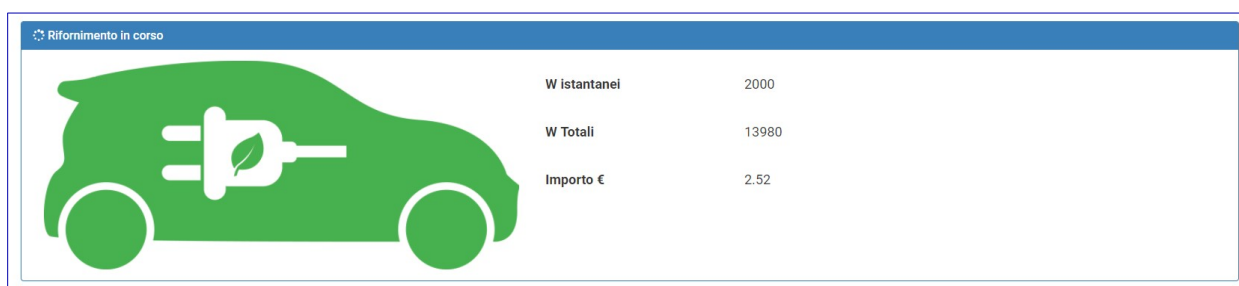 Rifornimento in corso
W istantanei 2000
W Totali 13980
Importo € 2.52